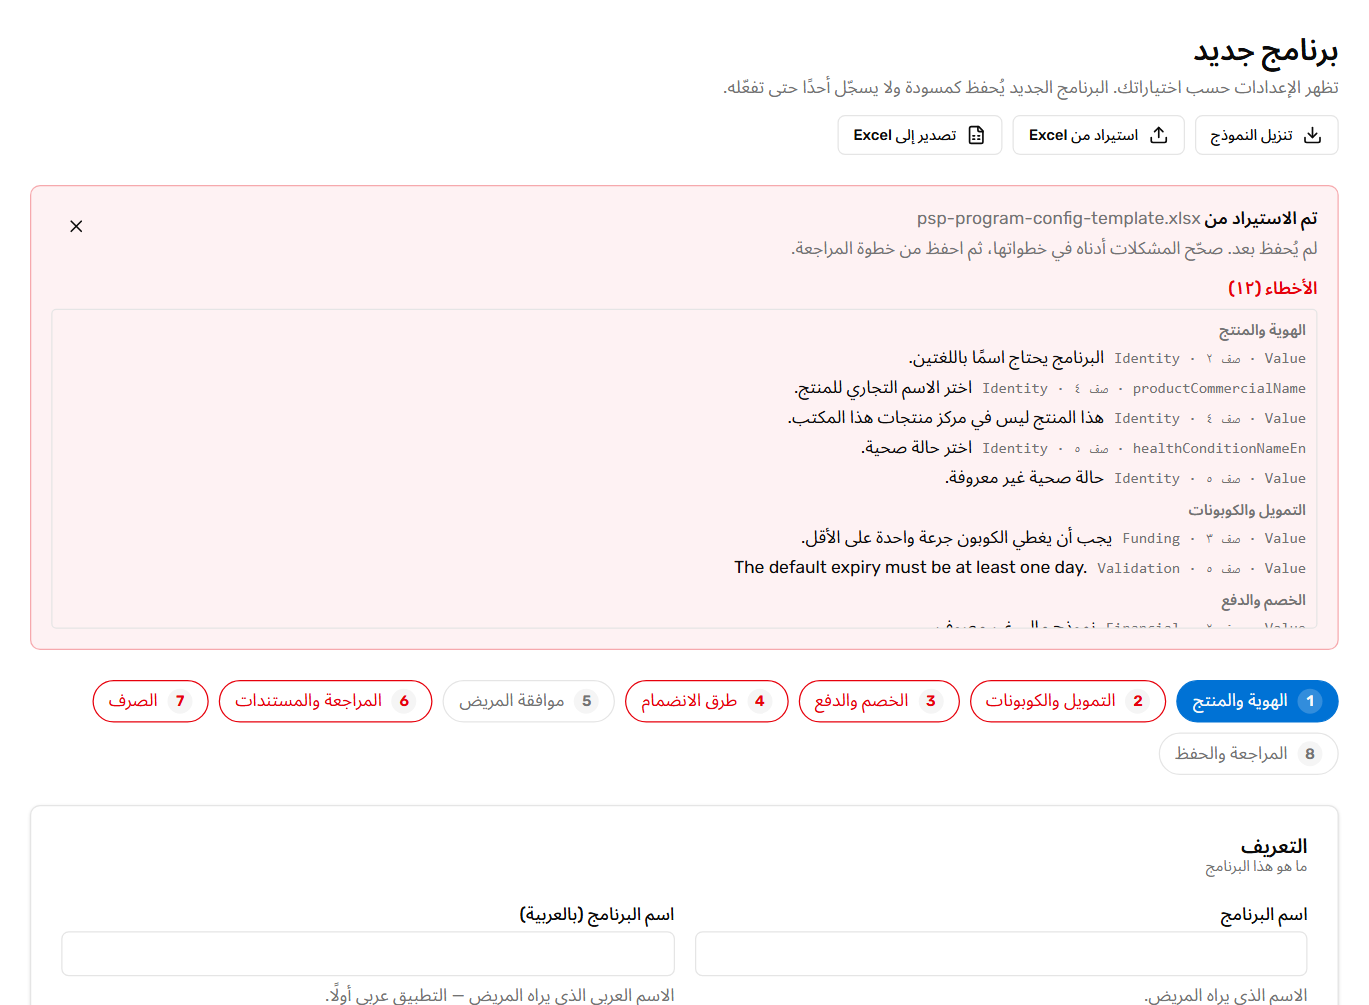 برنامج جديد
تظهر الإعدادات حسب اختياراتك. البرنامج الجديد يُحفظ كمسودة ولا يسجّل أحدًا حتى تفعّله.
تنزيل النموذج
استيراد من Excel
تصدير إلى Excel
تم الاستيراد من psp-program-config-template.xlsx
لم يُحفظ بعد. صحّح المشكلات أدناه في خطواتها، ثم احفظ من خطوة المراجعة.
الأخطاء (١٢)
الهوية والمنتج
Identity · صف ٢ · Value البرنامج يحتاج اسمًا باللغتين.
Identity · صف ٤ · productCommercialName اختر الاسم التجاري للمنتج.
Identity · صف ٤ · Value هذا المنتج ليس في مركز منتجات هذا المكتب.
Identity · صف ٥ · healthConditionNameEn اختر حالة صحية.
Identity · صف ٥ · Value حالة صحية غير معروفة.
التمويل والكوبونات
Funding · صف ٣ · Value يجب أن يغطي الكوبون جرعة واحدة على الأقل.
Validation · صف ٥ · Value The default expiry must be at least one day.
الخصم والدفع
1 الهوية والمنتج
2 التمويل والكوبونات
3 الخصم والدفع
4 طرق الانضمام
5 موافقة المريض
6 المراجعة والمستندات
7 الصرف
8 المراجعة والحفظ
التعريف
ما هو هذا البرنامج
اسم البرنامج
اسم البرنامج (بالعربية)
الاسم الذي يراه المريض.
الاسم العربي الذي يراه المريض — التطبيق عربي أولًا.